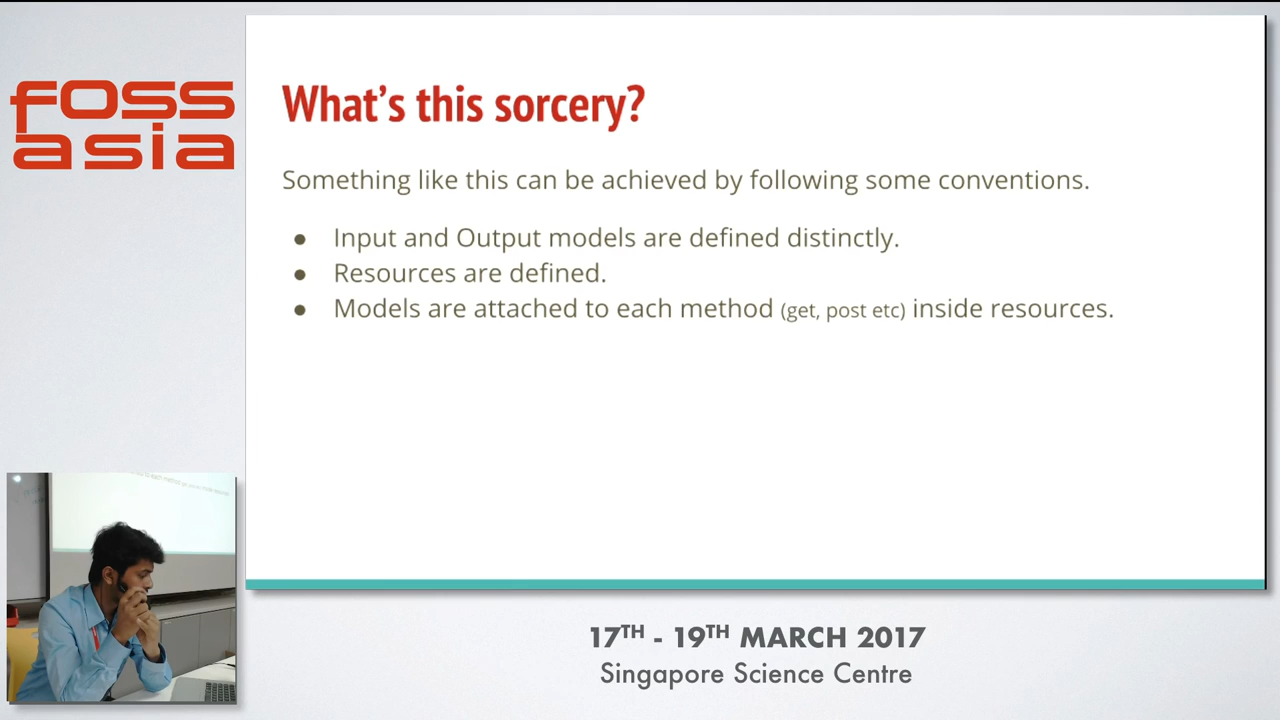 foss
asia
What's this sorcery?
Something like this can be achieved by following some conventions.
● Input and Output models are defined distinctly.
● Resources are defined.
● Models are attached to each method (get, post etc) inside resources.
17TH - 19TH MARCH 2017
Singapore Science Centre